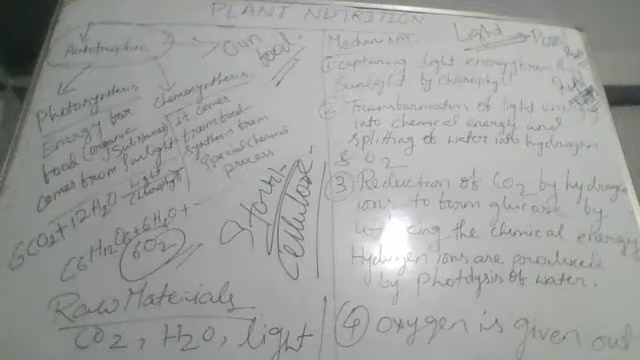 PLANT NUTRITION
Autotrophic
Own food
Photosynthesis
Energy for
food (organic
Substances)
comes from Sunlight
Chemosynthesis
It comes
from food
Synthesis from
Special chemical
process
6CO2 + 12H2O Light
Chlorophyll
C6H12O6 + 6H2O +
6O2
Starch
Cellulose
Raw Materials
CO2, H2O, light
Mechanism
Light
1 capturing light energy from
Sunlight by chlorophyll
2 Transformation of light energy
into chemical energy and
splitting of water into hydrogen
& O2
3 Reduction of CO2 by hydrogen
ions to form glucose by
the chemical energy
Hydrogen ions are produced
by photolysis of water.
4 oxygen is given out